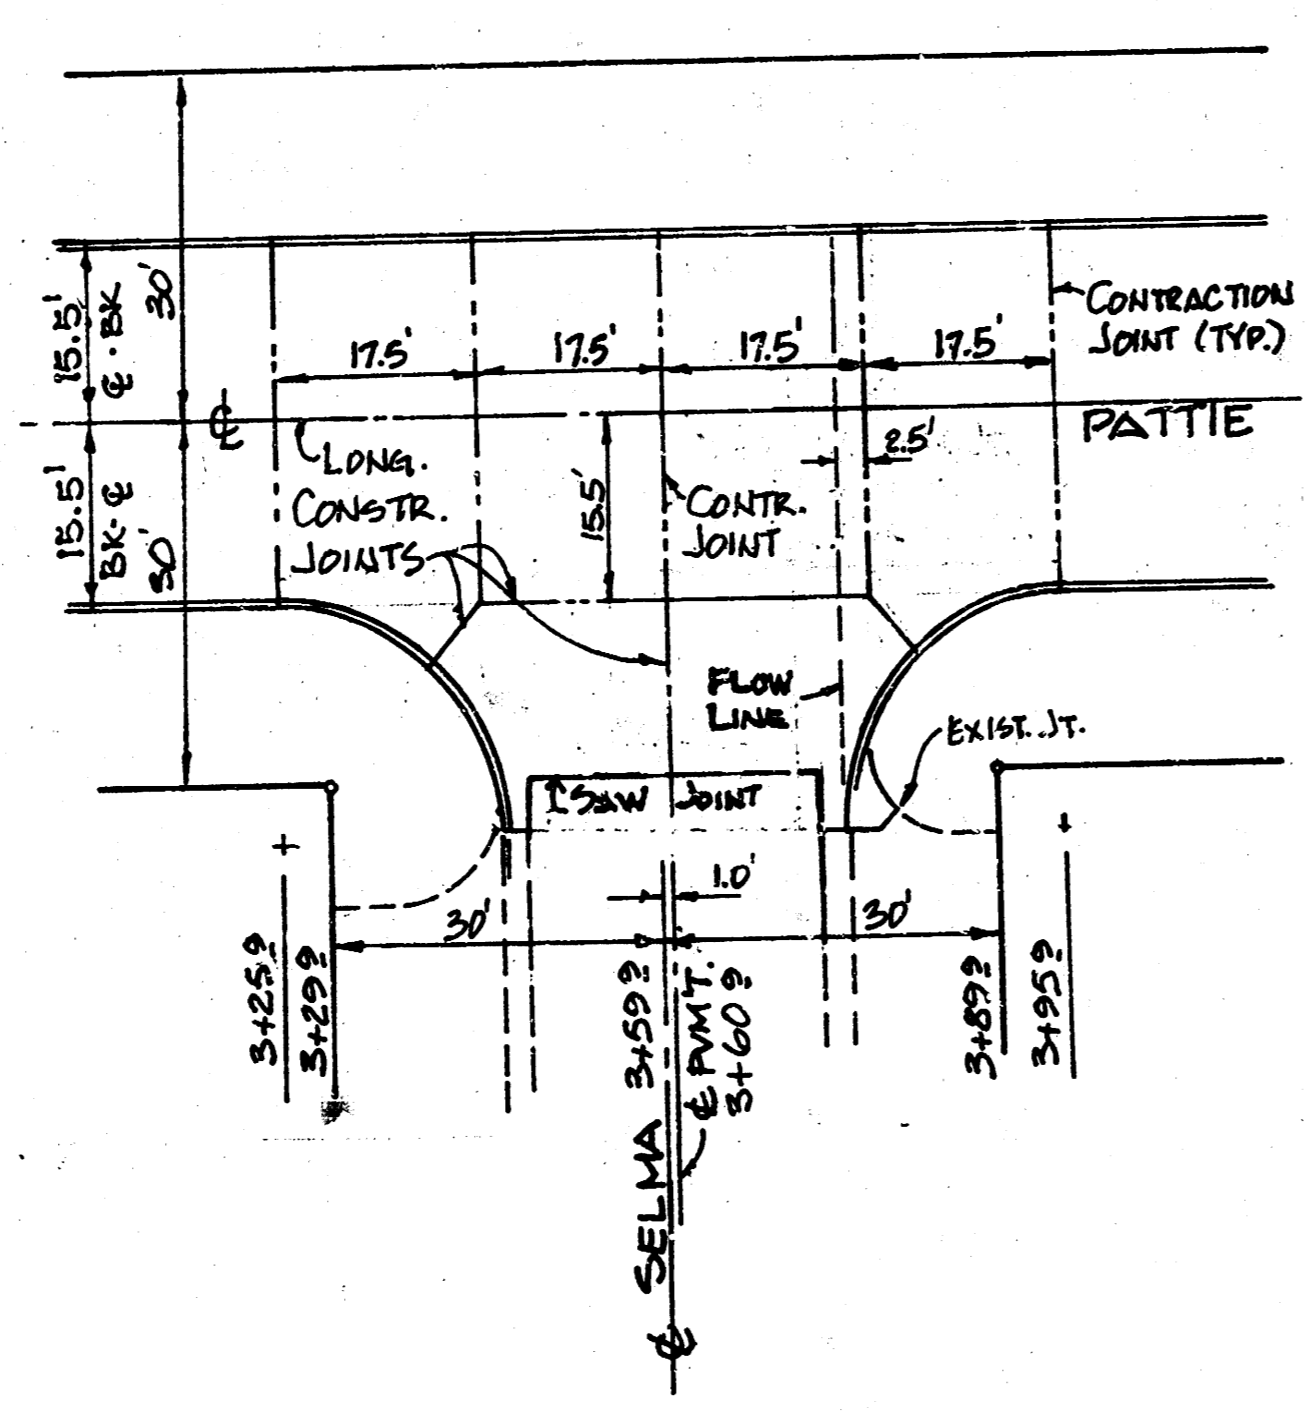 15.5'
℄ - BK
30'
17.5'
17.5'
17.5'
17.5'
CONTRACTION
JOINT (TYP.)
℄
PATTIE
15.5'
BK - ℄
30'
LONG.
CONSTR.
JOINTS
15.5'
CONTR.
JOINT
2.5'
FLOW
LINE
EXIST. JT.
SAW JOINT
1.0'
30'
30'
3+25 9
3+29 9
3+59 9
℄ PVMT.
3+60 9
3+89 9
3+95 9
SELMA
℄